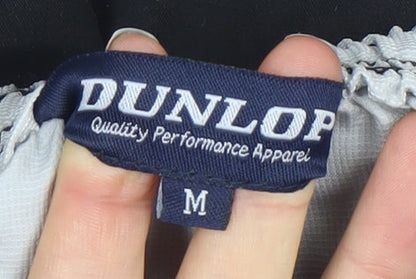 DUNLOP
Quality Performance Apparel
M